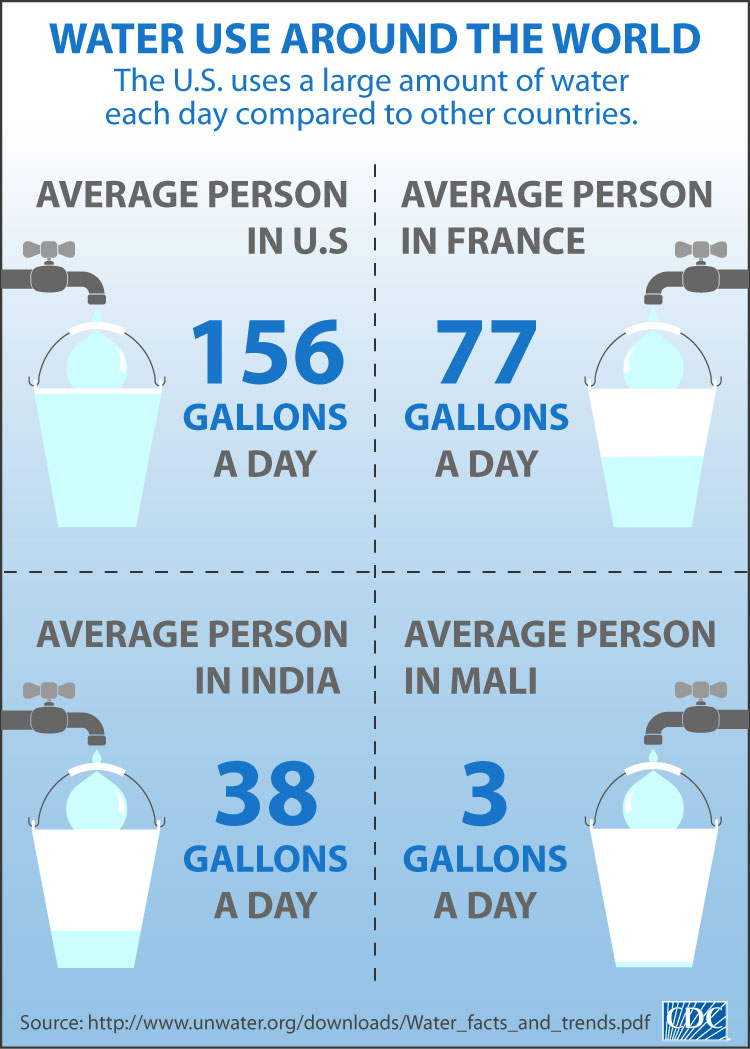 WATER USE AROUND THE WORLD
The U.S. uses a large amount of water
each day compared to other countries.
AVERAGE PERSON
IN U.S
156
GALLONS
A DAY
AVERAGE PERSON
IN FRANCE
77
GALLONS
A DAY
AVERAGE PERSON
IN INDIA
38
GALLONS
A DAY
AVERAGE PERSON
IN MALI
3
GALLONS
A DAY
Source: http://www.unwater.org/downloads/Water_facts_and_trends.pdf
CDC